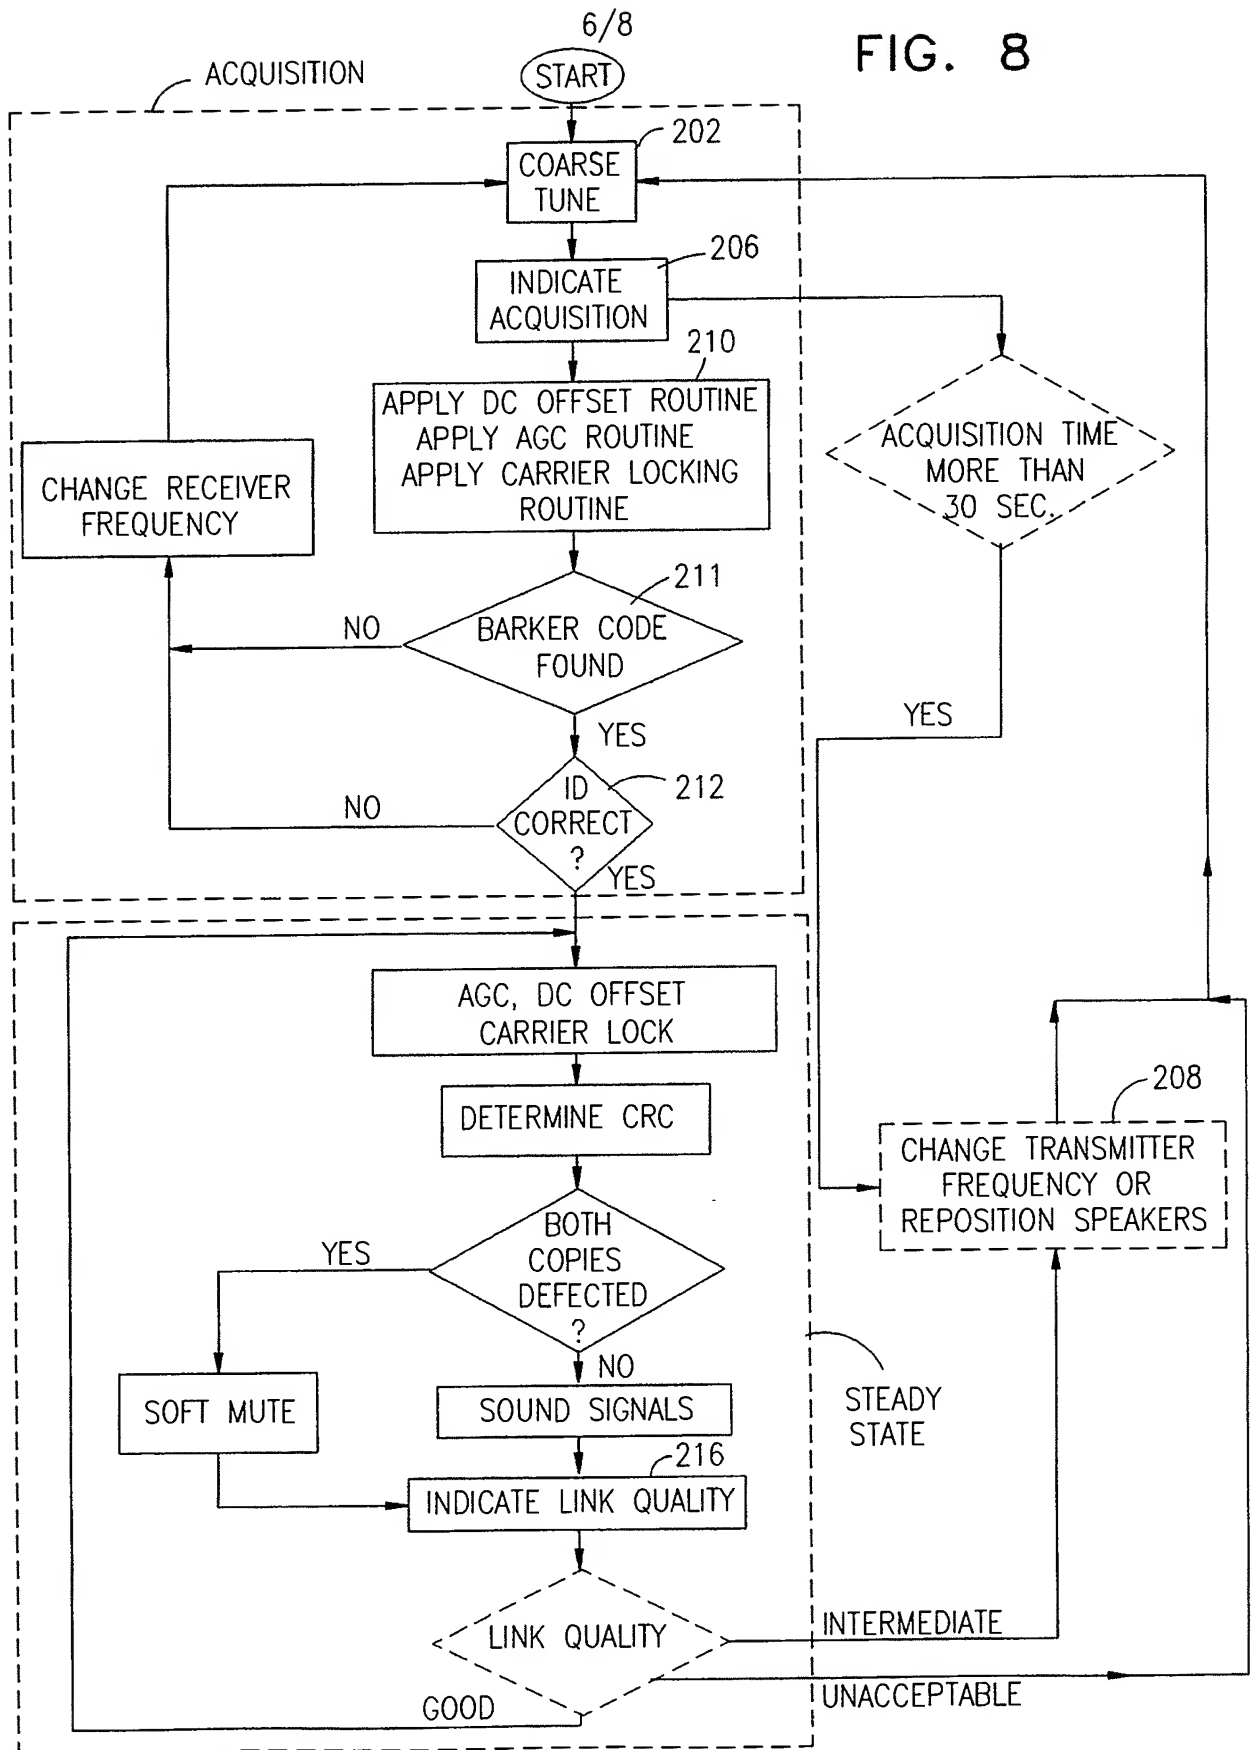 6/8
FIG. 8
ACQUISITION
START
202
COARSE
TUNE
206
INDICATE
ACQUISITION
210
APPLY DC OFFSET ROUTINE
APPLY AGC ROUTINE
APPLY CARRIER LOCKING
ROUTINE
ACQUISITION TIME
MORE THAN
30 SEC.
CHANGE RECEIVER
FREQUENCY
211
BARKER CODE
FOUND
NO
YES
YES
212
ID
CORRECT
?
NO
YES
AGC, DC OFFSET
CARRIER LOCK
DETERMINE CRC
208
CHANGE TRANSMITTER
FREQUENCY OR
REPOSITION SPEAKERS
BOTH
COPIES
DEFECTED
?
YES
NO
SOFT MUTE
SOUND SIGNALS
STEADY
STATE
216
INDICATE LINK QUALITY
LINK QUALITY
INTERMEDIATE
UNACCEPTABLE
GOOD